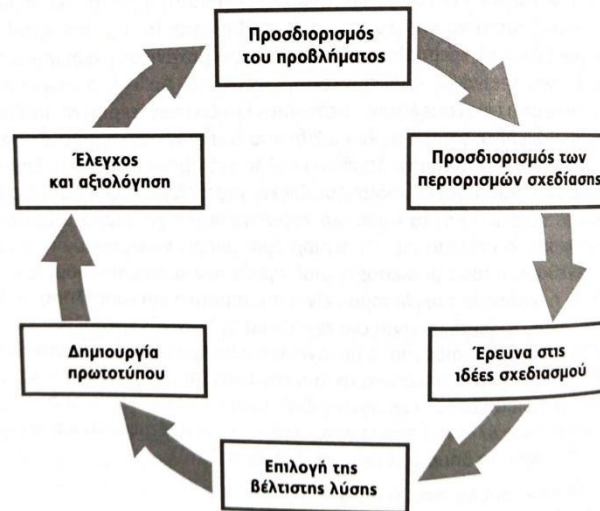 Προσδιορισμός
του προβλήματος
Προσδιορισμός των
περιορισμών σχεδίασης
Έρευνα στις
ιδέες σχεδιασμού
Επιλογή της
βέλτιστης λύσης
Δημιουργία
πρωτοτύπου
Έλεγχος
και αξιολόγηση